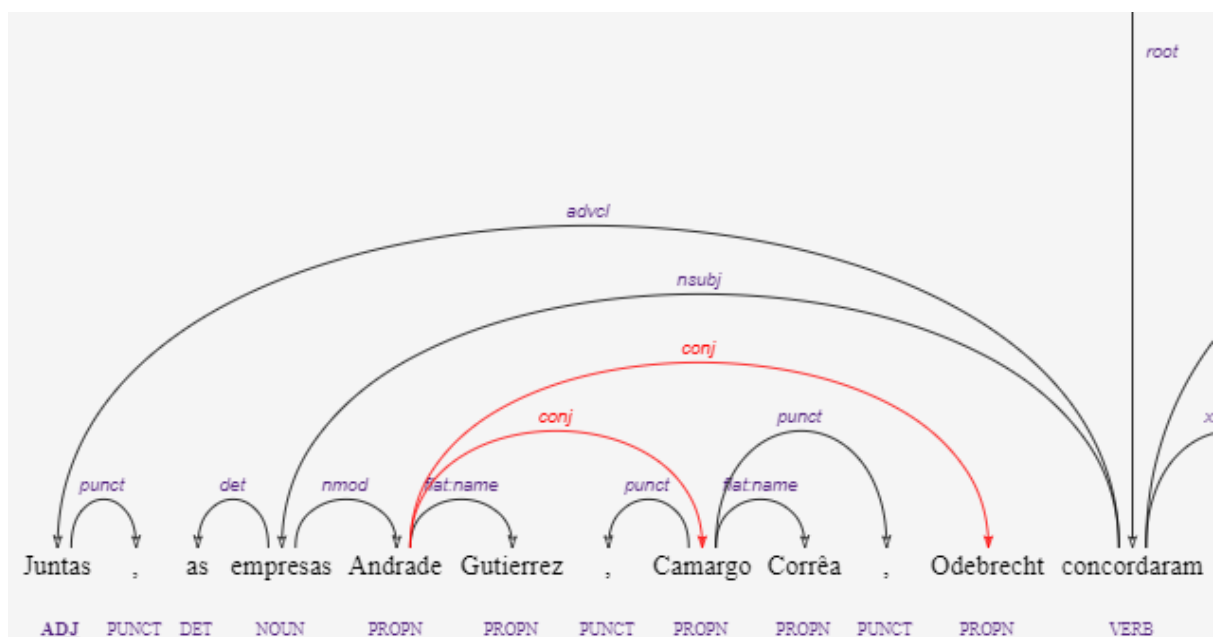 root
advcl
nsubj
conj
conj punct
punct det nmod flat:name punct flat:name
Juntas , as empresas Andrade Gutierrez , Camargo Corrêa , Odebrecht concordaram
ADJ PUNCT DET NOUN PROPN PROPN PUNCT PROPN PROPN PUNCT PROPN VERB